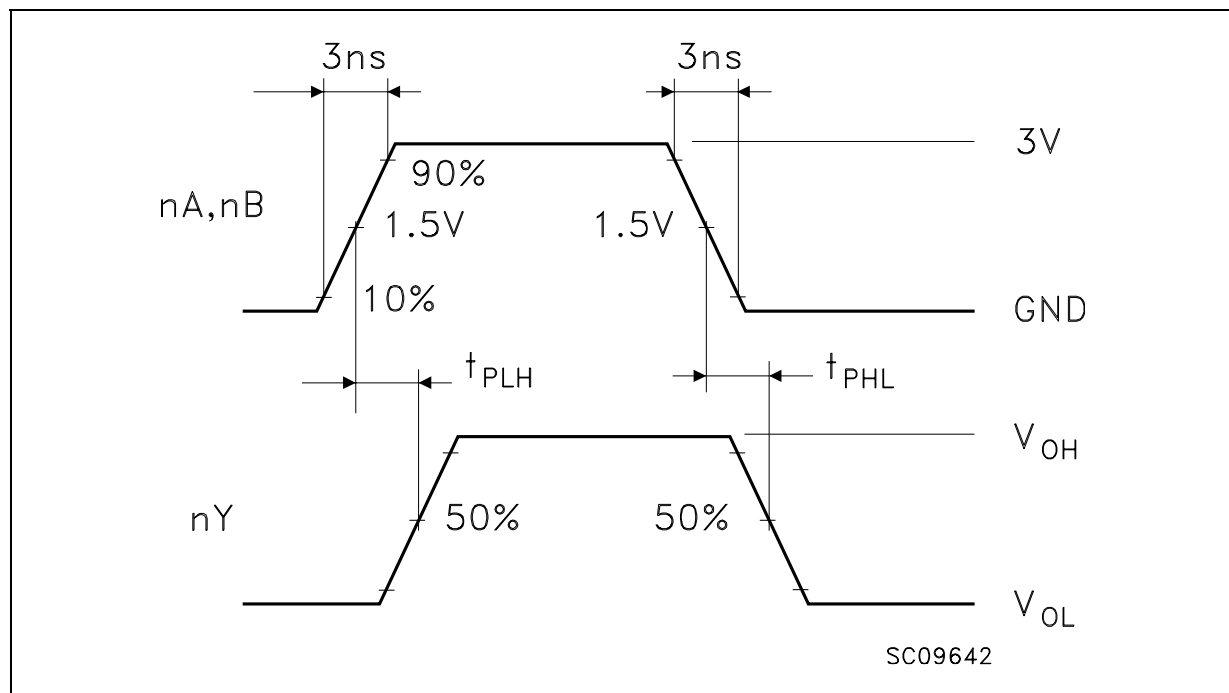 3ns 3ns
3V
90%
nA,nB 1.5V 1.5V
10%
GND
tPLH tPHL
VOH
nY 50% 50%
VOL
SC09642